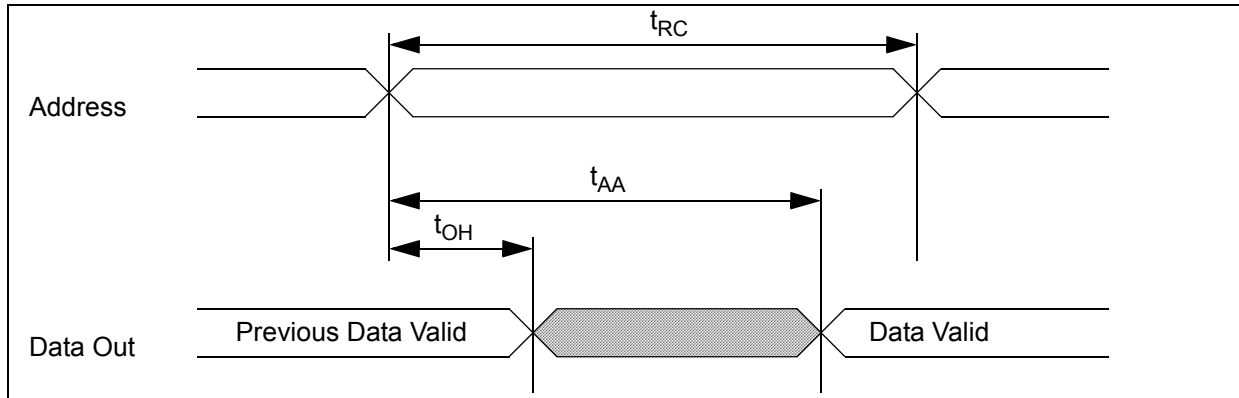 tRC
Address
tAA
tOH
Previous Data Valid
Data Valid
Data Out